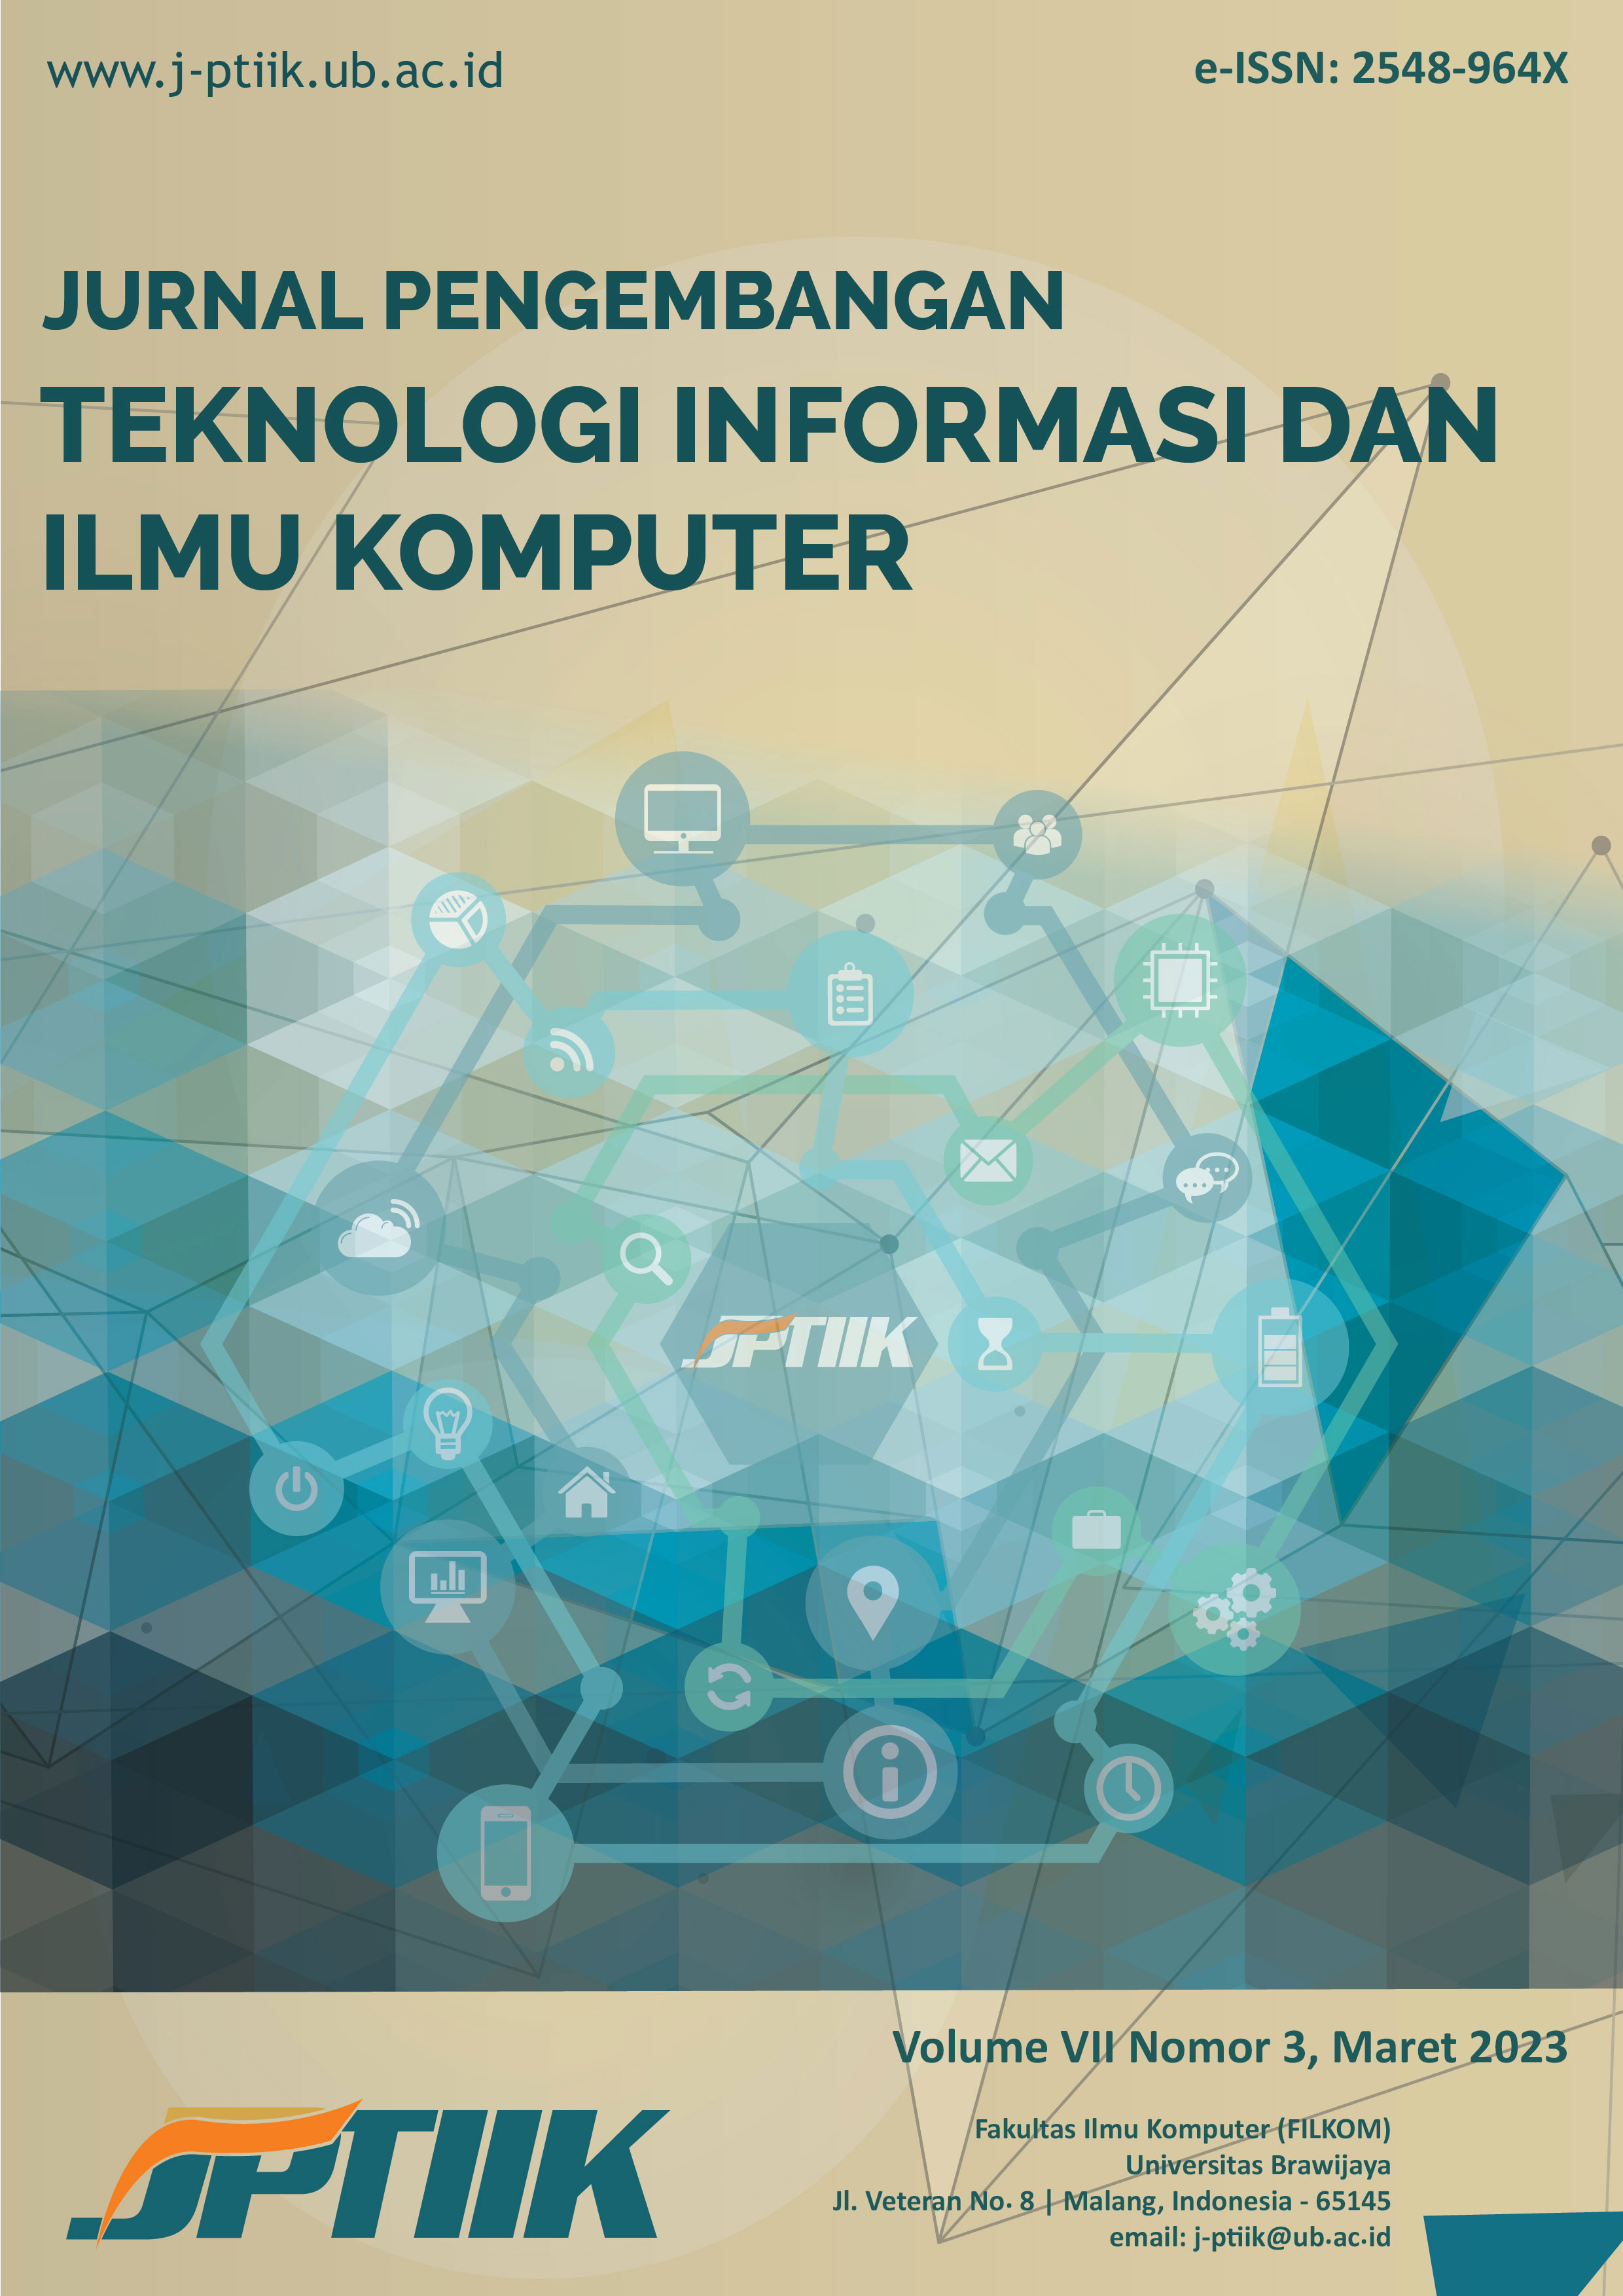 www.j-ptiik.ub.ac.id
e-ISSN: 2548-964X
JURNAL PENGEMBANGAN
TEKNOLOGI INFORMASI DAN
ILMU KOMPUTER
JPTIIK
Volume VII Nomor 3, Maret 2023
JPTIIK
Fakultas Ilmu Komputer (FILKOM)
Universitas Brawijaya
Jl. Veteran No. 8 | Malang, Indonesia - 65145
email: j-ptiik@ub.ac.id